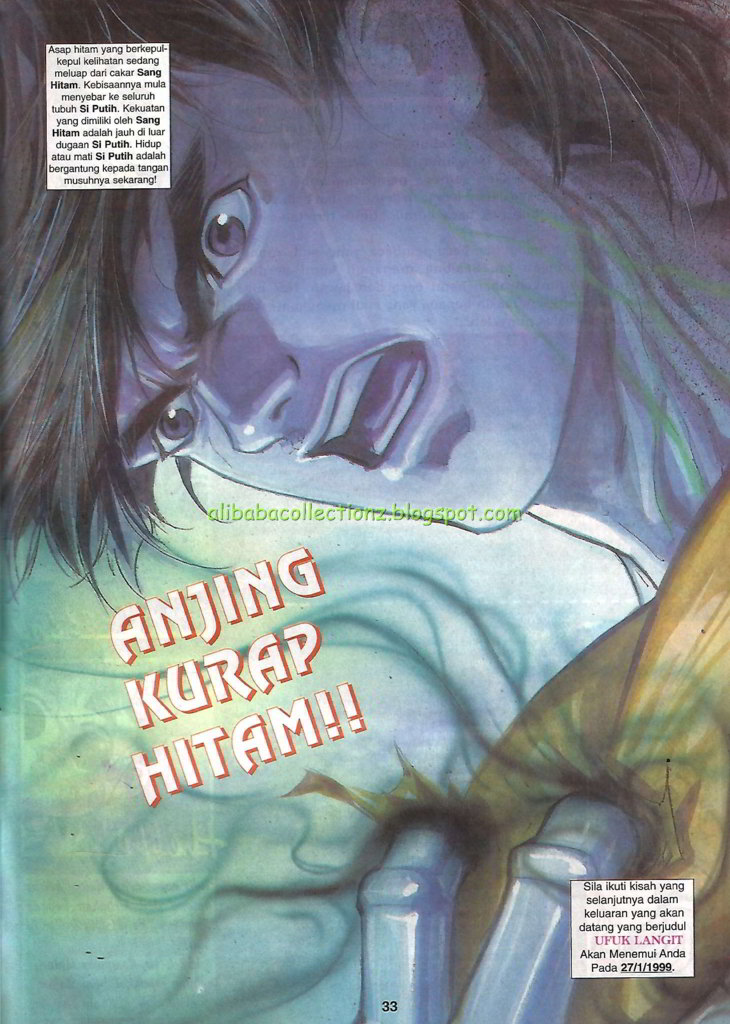 Asap hitam yang berkepul-
kepul kelihatan sedang
meluap dari cakar Sang
Hitam. Kebisaannya mula
menyebar ke seluruh
tubuh Si Putih. Kekuatan
yang dimiliki oleh Sang
Hitam adalah jauh di luar
dugaan Si Putih. Hidup
atau mati Si Putih adalah
bergantung kepada tangan
musuhnya sekarang!
alibabacollectionz.blogspot.com
ANJING
KURAP
HITAM!!
Sila ikuti kisah yang
selanjutnya dalam
keluaran yang akan
datang yang berjudul
UFUK LANGIT
Akan Menemui Anda
Pada 27/1/1999.
33